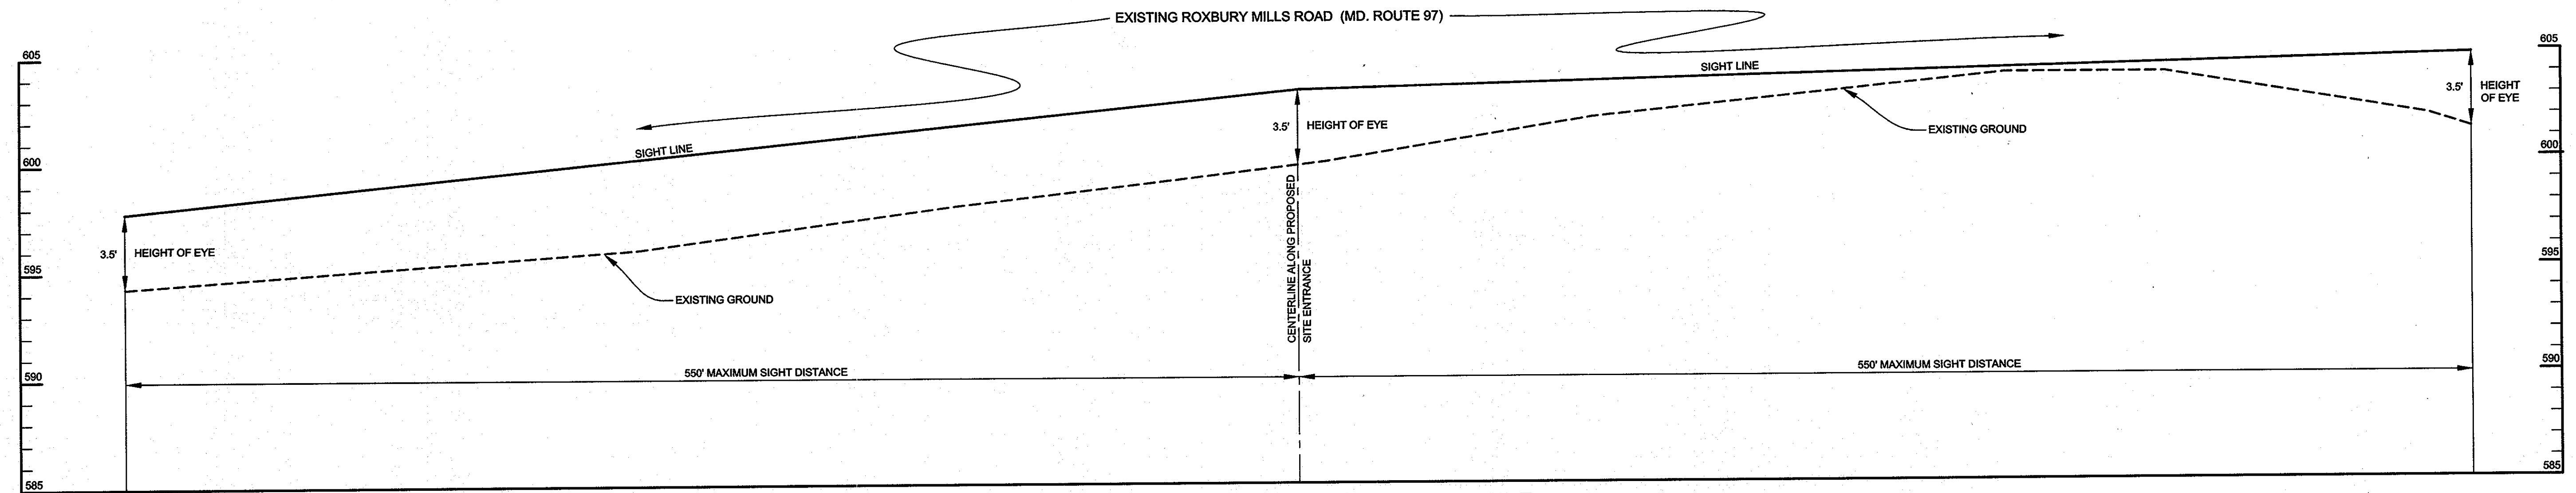 EXISTING ROXBURY MILLS ROAD (MD. ROUTE 97)
605
600
595
590
585
3.5'
HEIGHT OF EYE
SIGHT LINE
EXISTING GROUND
550' MAXIMUM SIGHT DISTANCE
3.5'
HEIGHT OF EYE
CENTERLINE ALONG PROPOSED
SITE ENTRANCE
SIGHT LINE
EXISTING GROUND
550' MAXIMUM SIGHT DISTANCE
3.5'
HEIGHT
OF EYE
605
600
595
590
585